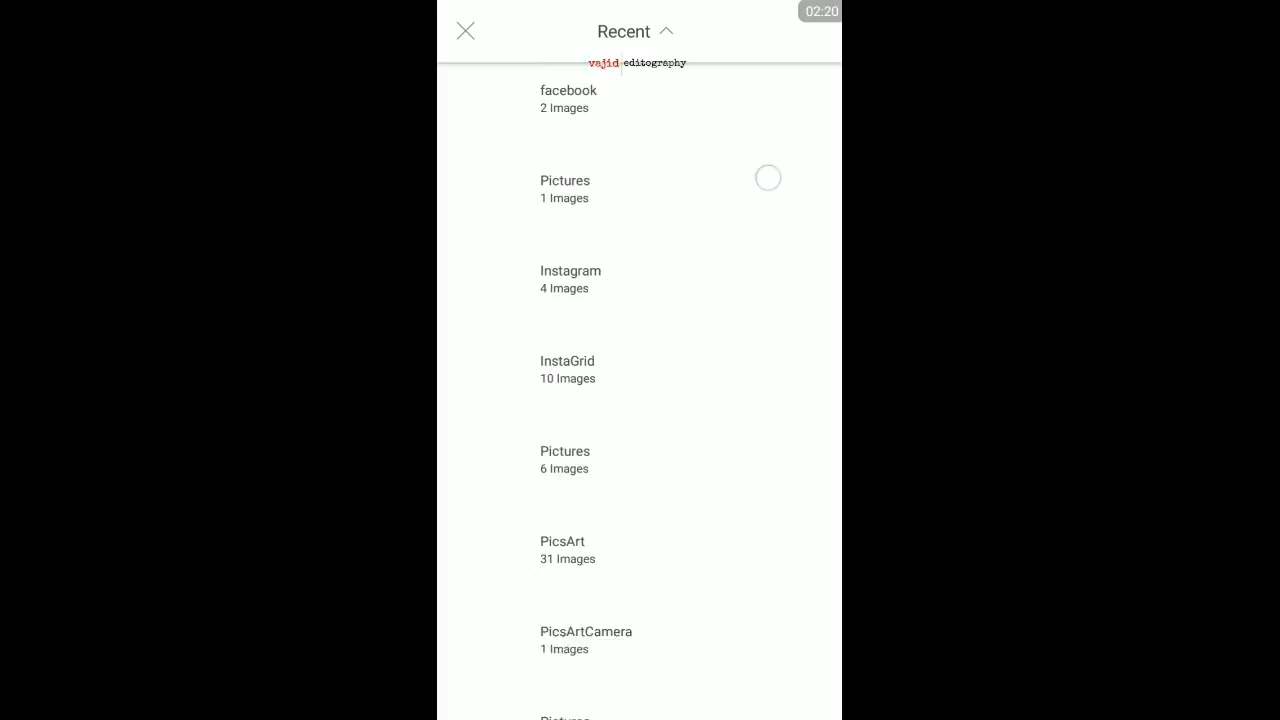 02:20
Recent
vajid editography
facebook
2 Images
Pictures
1 Images
Instagram
4 Images
InstaGrid
10 Images
Pictures
6 Images
PicsArt
31 Images
PicsArtCamera
1 Images
Pictures